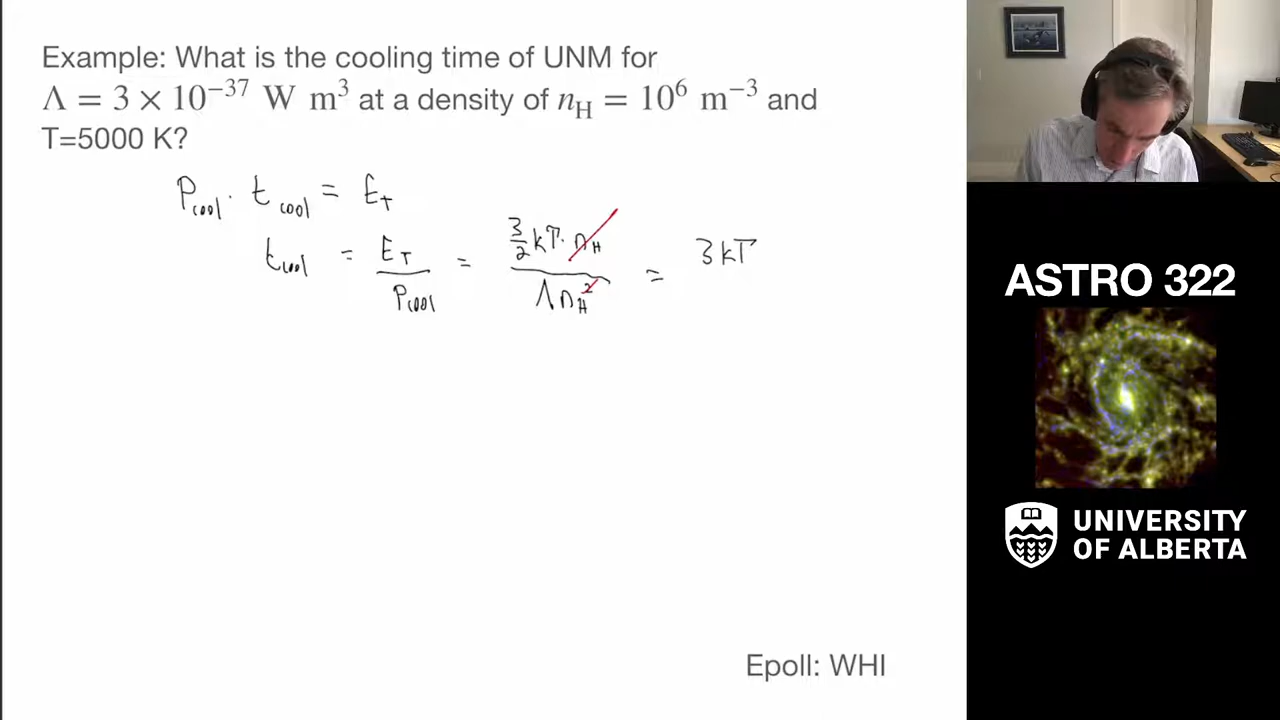 Example: What is the cooling time of UNM for
Λ = 3 × 10⁻³⁷ W m³ at a density of n_H = 10⁶ m⁻³ and
T=5000 K?
P_cool · t_cool = E_T
t_cool = E_T / P_cool = (3/2 kT · n_H) / (Λ n_H²) = 3kT
Epoll: WHI
ASTRO 322
UNIVERSITY
OF ALBERTA